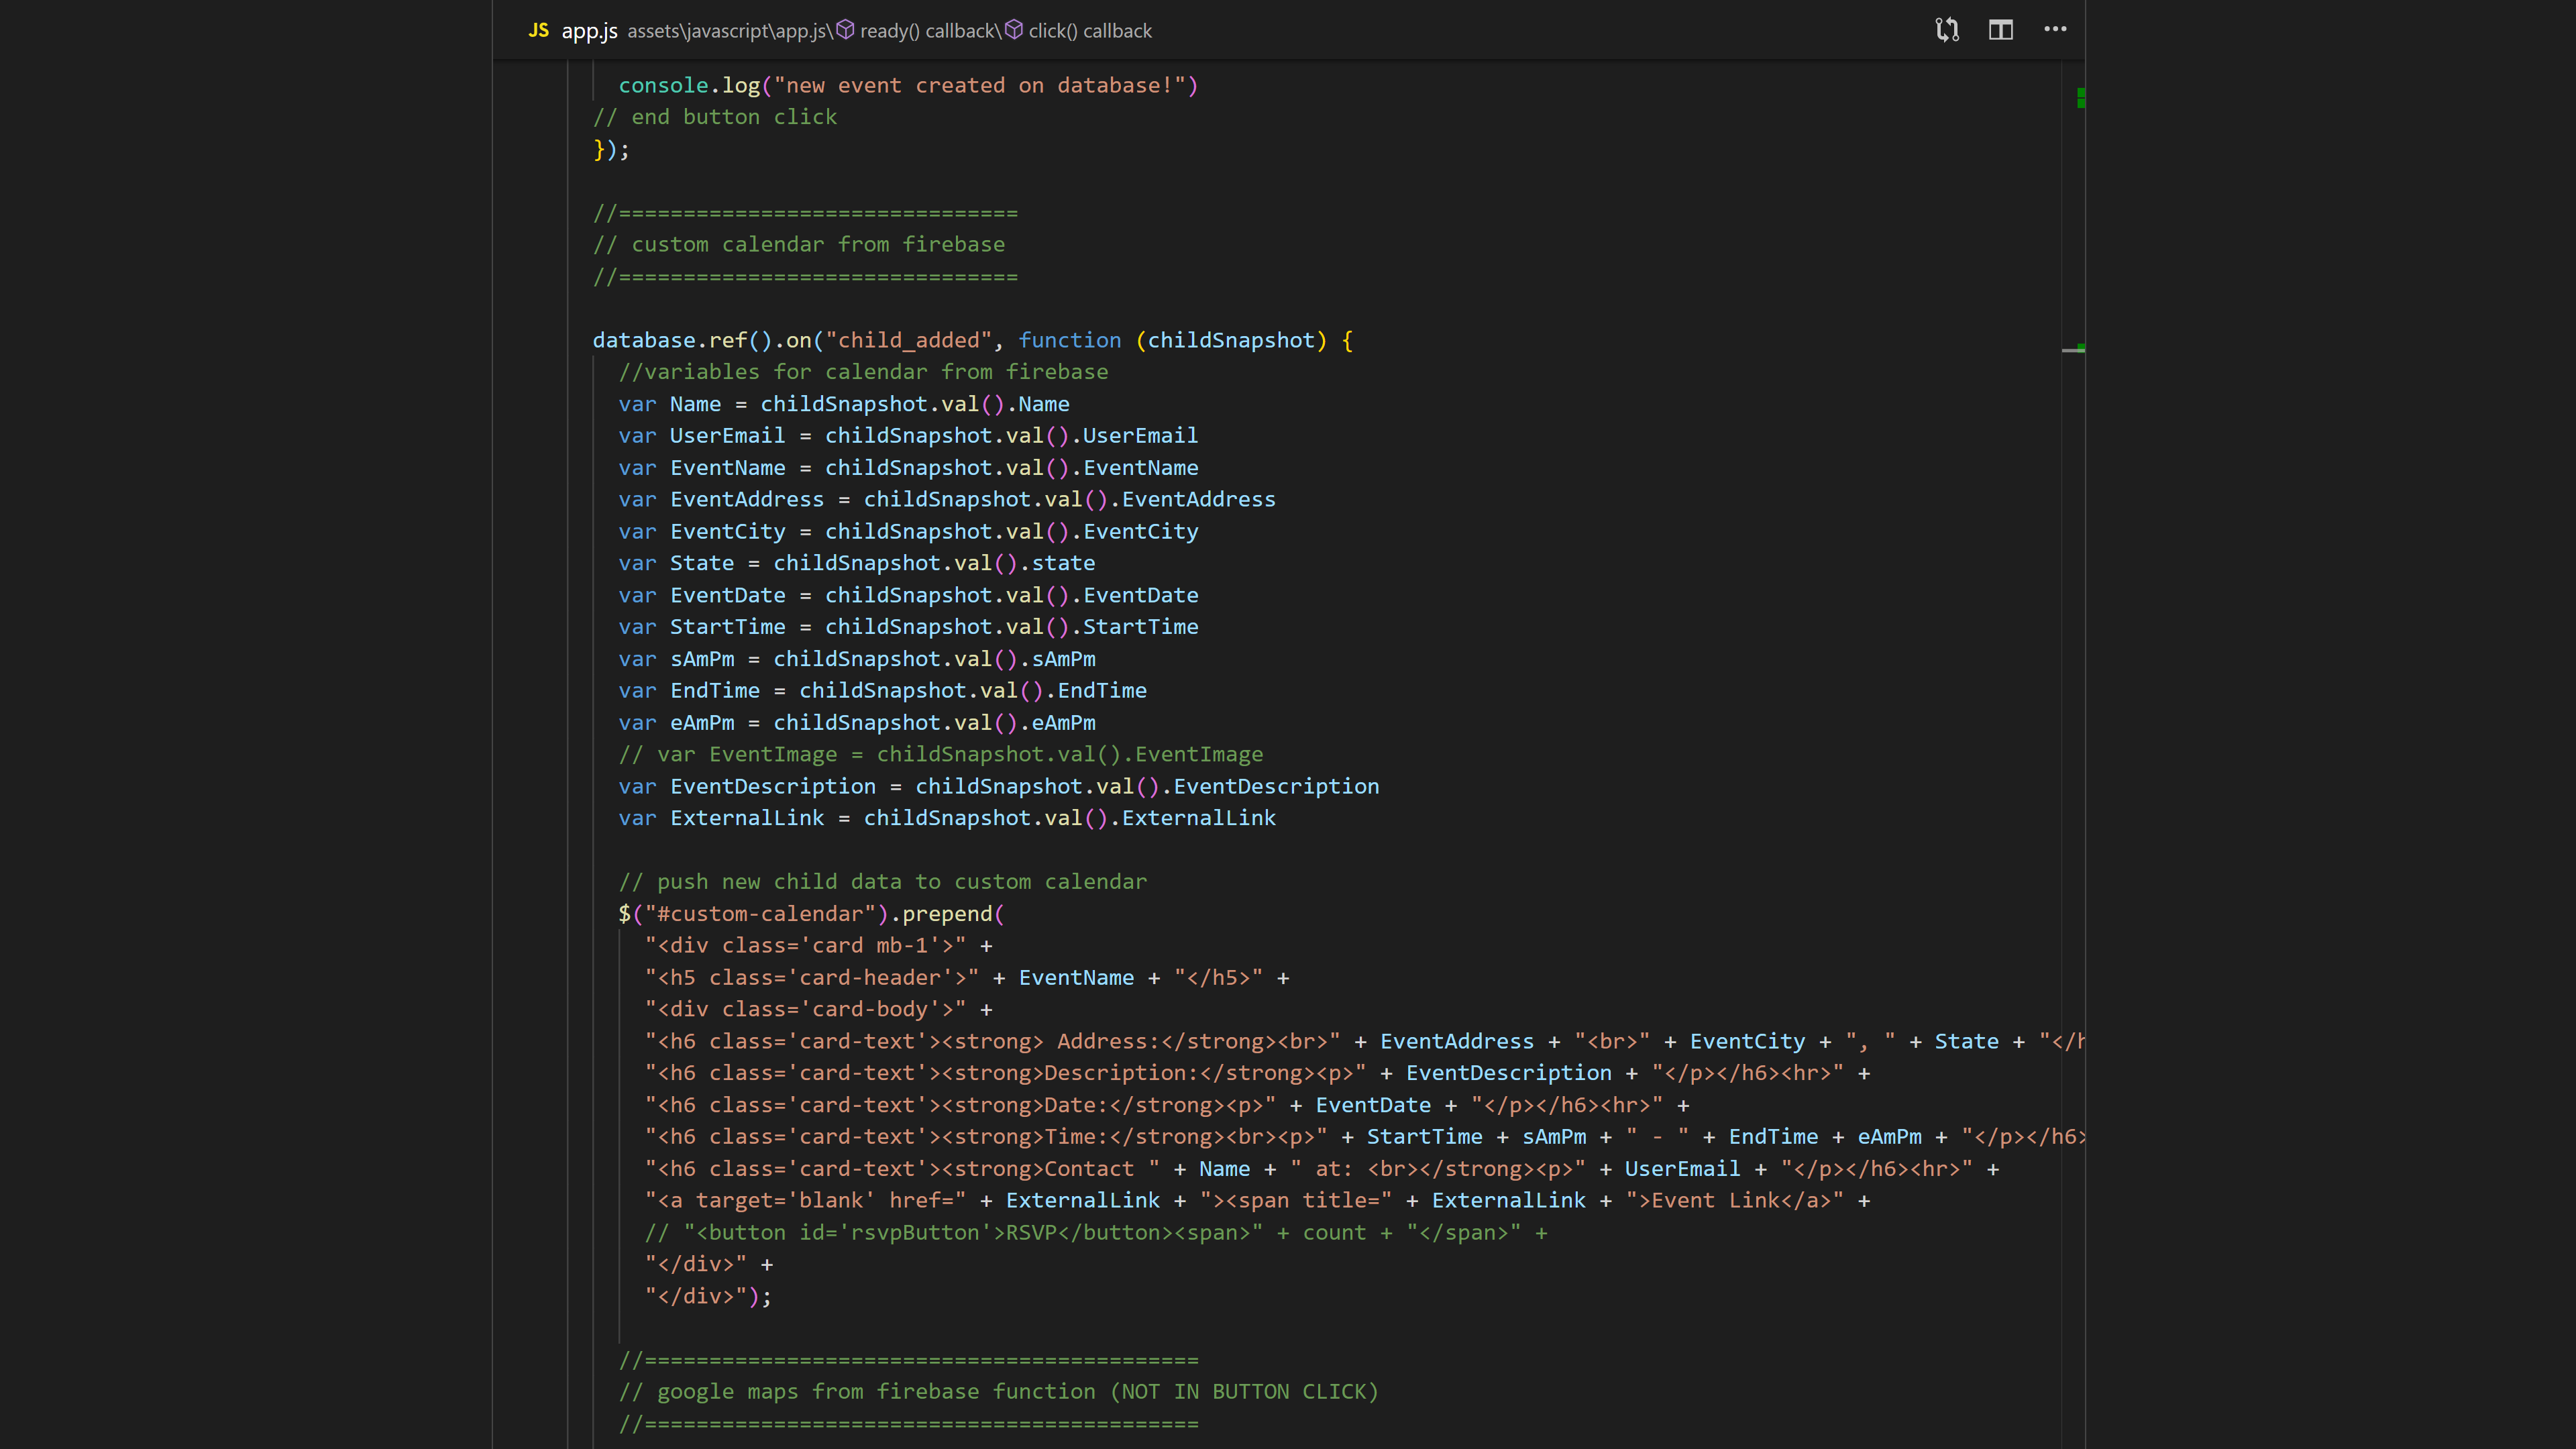 JS app.js assets\javascript\app.js\ ready() callback\ click() callback
console.log("new event created on database!")
// end button click
});
//===============================
// custom calendar from firebase
//===============================
database.ref().on("child_added", function (childSnapshot) {
//variables for calendar from firebase
var Name = childSnapshot.val().Name
var UserEmail = childSnapshot.val().UserEmail
var EventName = childSnapshot.val().EventName
var EventAddress = childSnapshot.val().EventAddress
var EventCity = childSnapshot.val().EventCity
var State = childSnapshot.val().state
var EventDate = childSnapshot.val().EventDate
var StartTime = childSnapshot.val().StartTime
var sAmPm = childSnapshot.val().sAmPm
var EndTime = childSnapshot.val().EndTime
var eAmPm = childSnapshot.val().eAmPm
// var EventImage = childSnapshot.val().EventImage
var EventDescription = childSnapshot.val().EventDescription
var ExternalLink = childSnapshot.val().ExternalLink
// push new child data to custom calendar
$("#custom-calendar").prepend(
"<div class='card mb-1'>" +
"<h5 class='card-header'>" + EventName + "</h5>" +
"<div class='card-body'>" +
"<h6 class='card-text'><strong> Address:</strong><br>" + EventAddress + "<br>" + EventCity + ", " + State + "</h
"<h6 class='card-text'><strong>Description:</strong><p>" + EventDescription + "</p></h6><hr>" +
"<h6 class='card-text'><strong>Date:</strong><p>" + EventDate + "</p></h6><hr>" +
"<h6 class='card-text'><strong>Time:</strong><br><p>" + StartTime + sAmPm + " - " + EndTime + eAmPm + "</p></h6>
"<h6 class='card-text'><strong>Contact " + Name + " at: <br></strong><p>" + UserEmail + "</p></h6><hr>" +
"<a target='blank' href=" + ExternalLink + "><span title=" + ExternalLink + ">Event Link</a>" +
// "<button id='rsvpButton'>RSVP</button><span>" + count + "</span>" +
"</div>" +
"</div>");
//===========================================
// google maps from firebase function (NOT IN BUTTON CLICK)
//===========================================